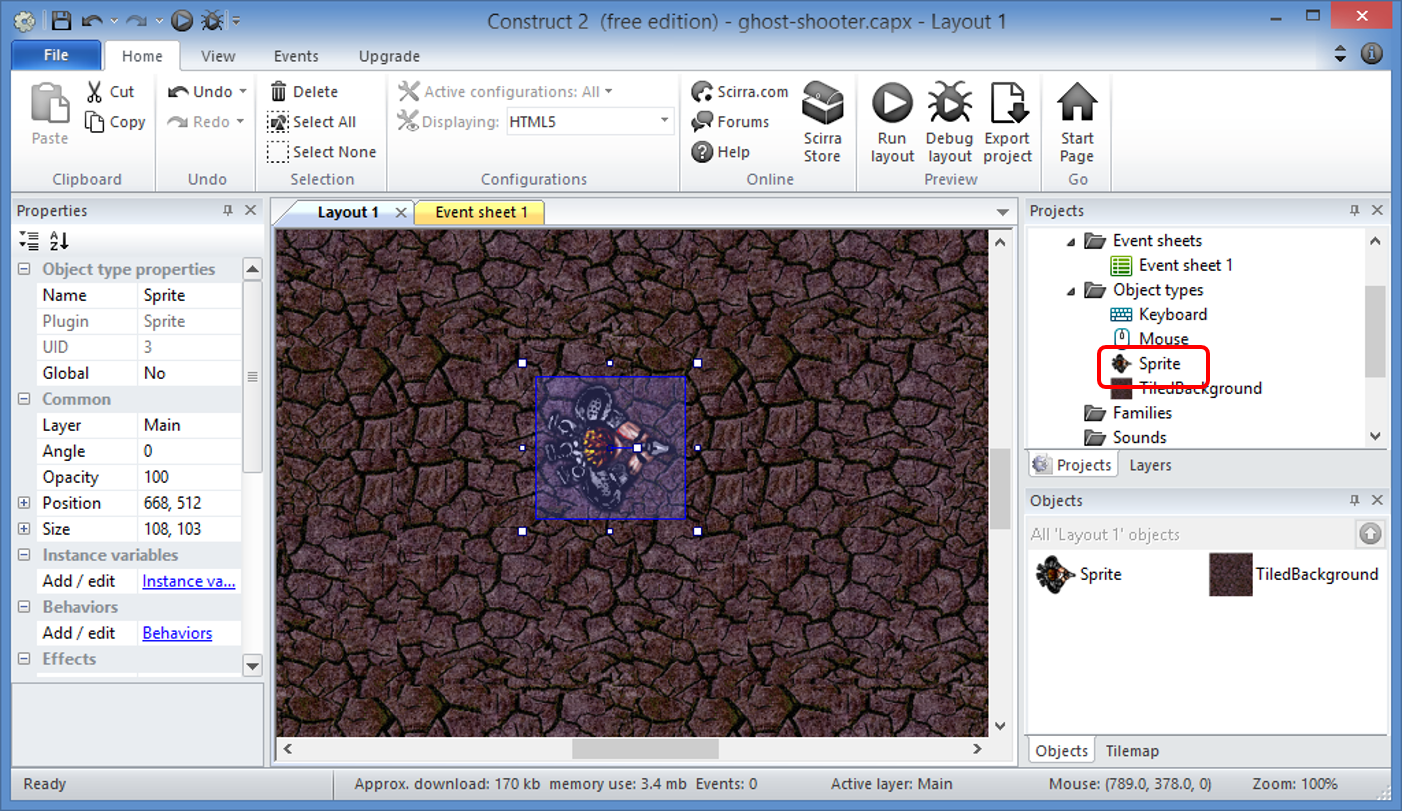 Construct 2 (free edition) - ghost-shooter.capx - Layout 1
File Home View Events Upgrade
Paste
Cut
Copy
Clipboard
Undo
Redo
Undo
Delete
Select All
Select None
Selection
Active configurations: All
Displaying: HTML5
Configurations
Scirra.com
Forums
Help
Scirra
Store
Online
Run
layout
Debug
layout
Export
project
Preview
Start
Page
Go
Properties
Object type properties
Name Sprite
Plugin Sprite
UID 3
Global No
Common
Layer Main
Angle 0
Opacity 100
Position 668, 512
Size 108, 103
Instance variables
Add / edit Instance va...
Behaviors
Add / edit Behaviors
Effects
Layout 1 Event sheet 1
Projects
Event sheets
Event sheet 1
Object types
Keyboard
Mouse
Sprite
TiledBackground
Families
Sounds
Projects Layers
Objects
All 'Layout 1' objects
Sprite TiledBackground
Objects Tilemap
Ready Approx. download: 170 kb memory use: 3.4 mb Events: 0 Active layer: Main Mouse: (789.0, 378.0, 0) Zoom: 100%